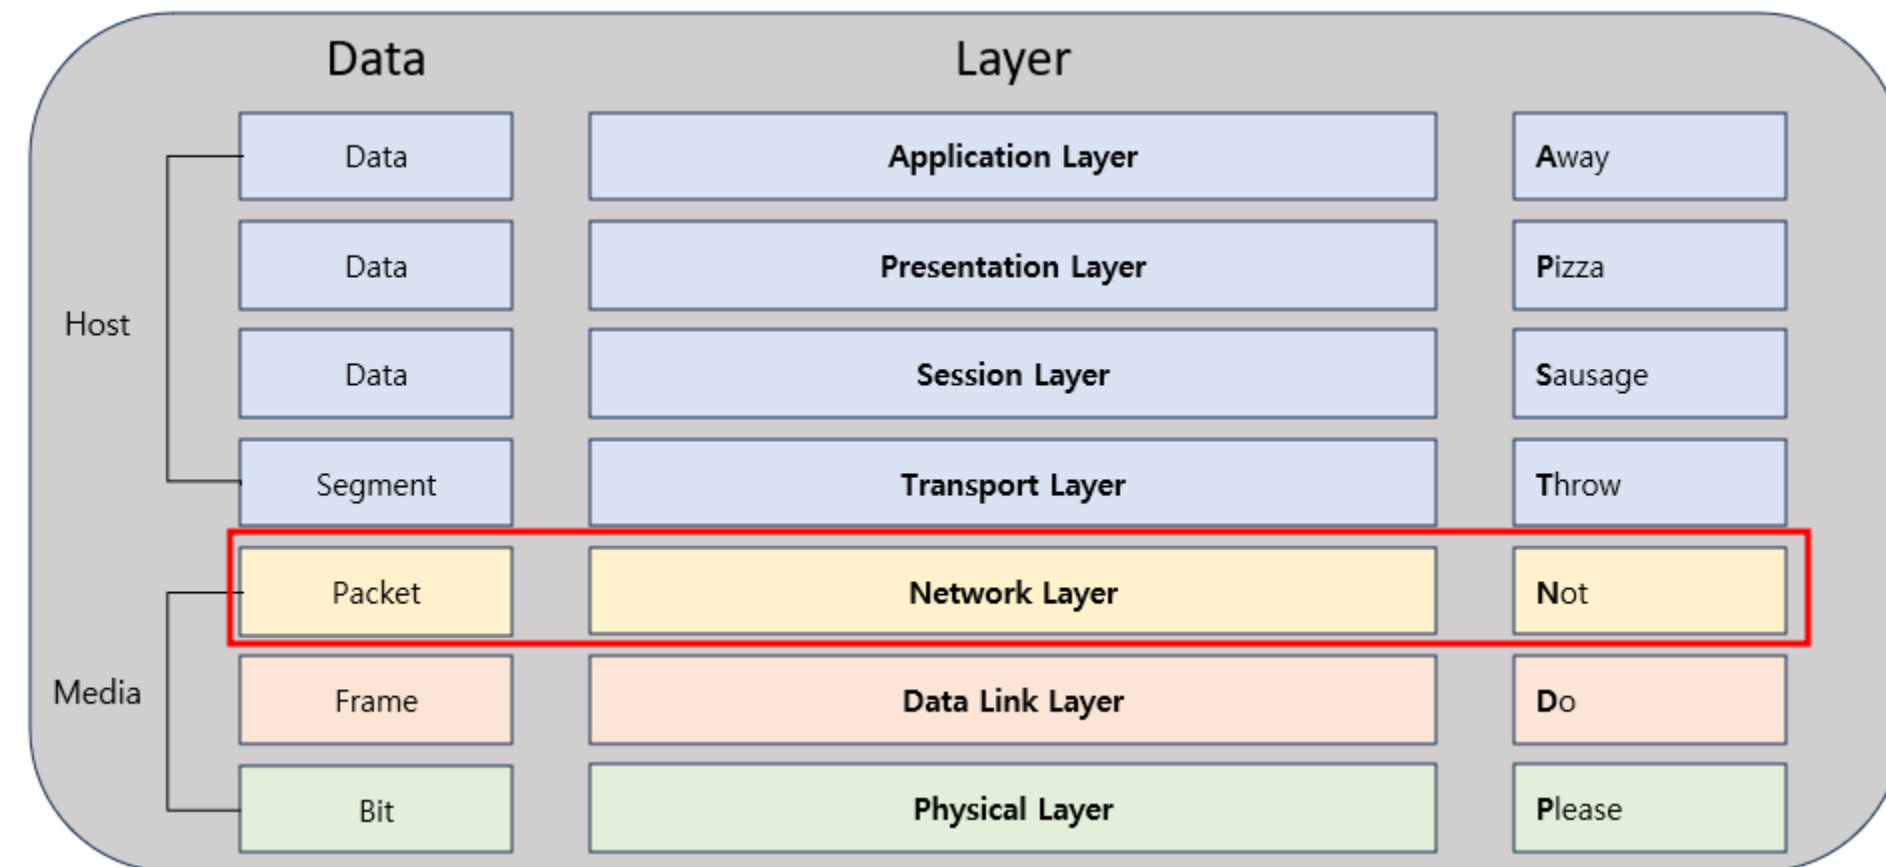 Data Layer
Data Application Layer Away
Data Presentation Layer Pizza
Host
Data Session Layer Sausage
Segment Transport Layer Throw
Packet Network Layer Not
Media
Frame Data Link Layer Do
Bit Physical Layer Please